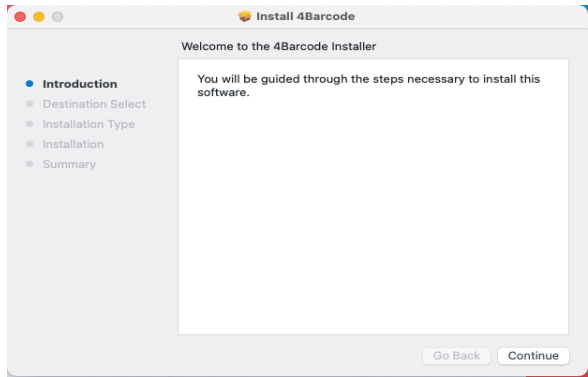 Install 4Barcode
Welcome to the 4Barcode Installer
Introduction
Destination Select
Installation Type
Installation
Summary
You will be guided through the steps necessary to install this
software.
Go Back
Continue